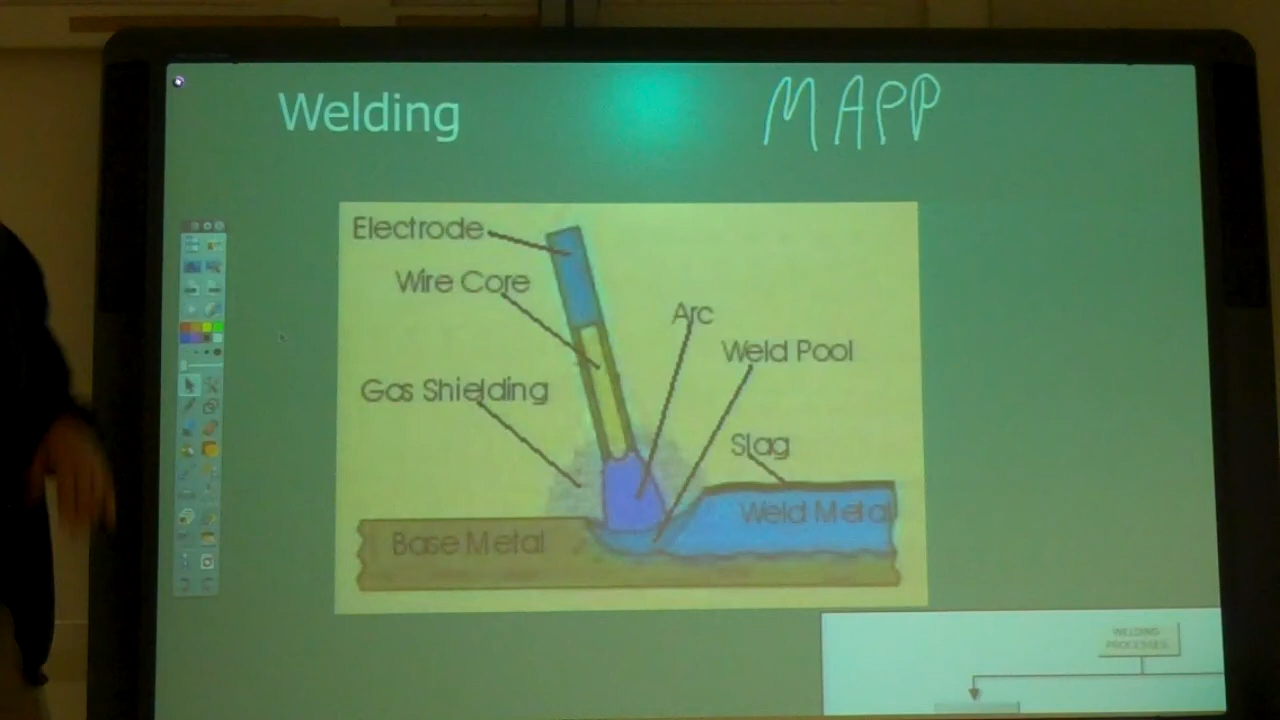 Welding
MAPP
Electrode
Wire Core
Arc
Weld Pool
Gas Shielding
Slag
Weld Metal
Base Metal
WELDING
PROCESSES